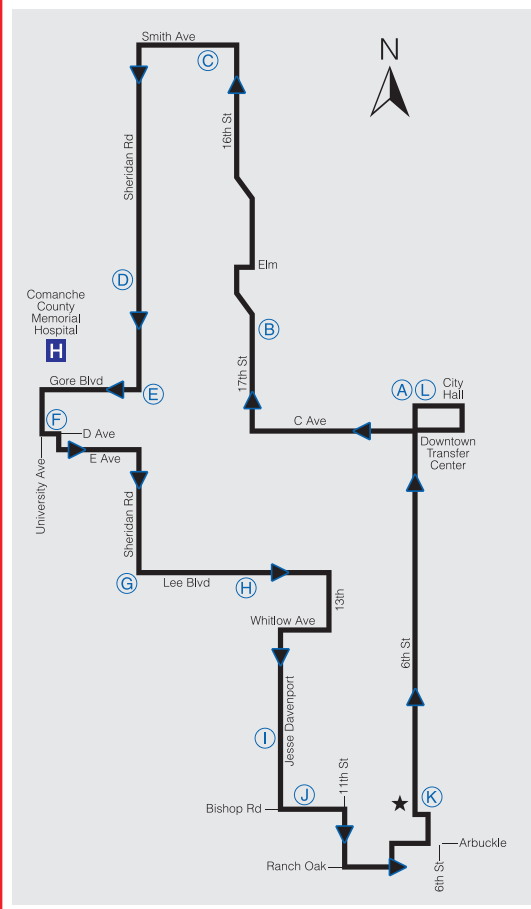 Smith Ave
C
N
16th St
Sheridan Rd
Elm
D
Comanche
County
Memorial
Hospital
H
B
17th St
Gore Blvd
E
A L
City
Hall
F
D Ave
C Ave
Downtown
Transfer
Center
E Ave
University Ave
Sheridan Rd
G
Lee Blvd
H
13th
Whitlow Ave
6th St
Jesse Davenport
I
11th St
J
K
Bishop Rd
Arbuckle
Ranch Oak
6th St